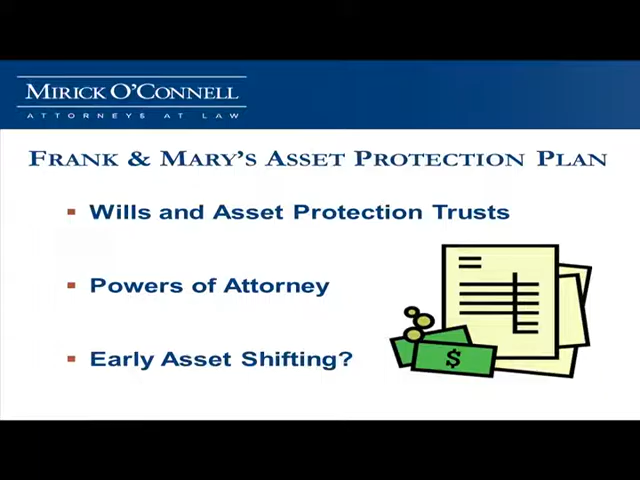 MIRICK O'CONNELL
ATTORNEYS AT LAW
FRANK & MARY'S ASSET PROTECTION PLAN
Wills and Asset Protection Trusts
Powers of Attorney
Early Asset Shifting?
$